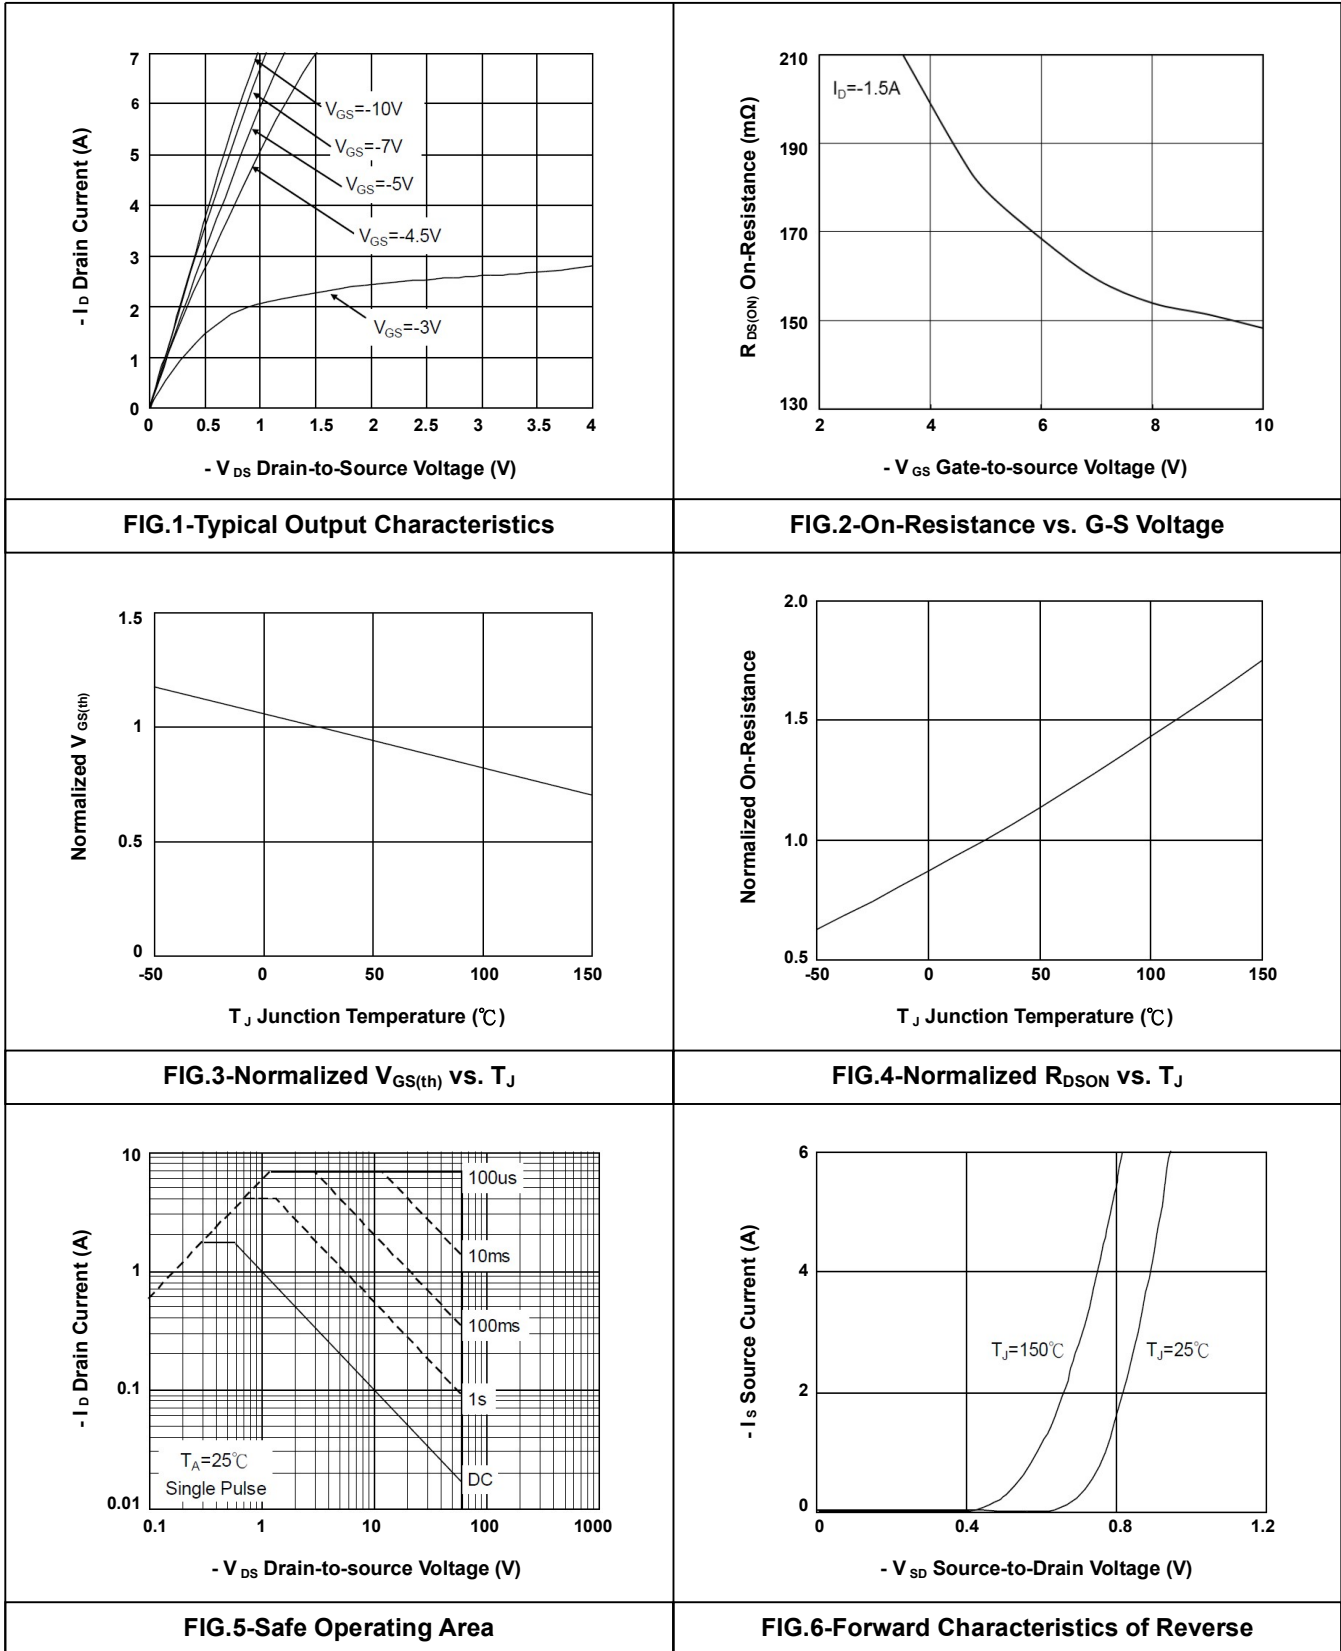 7
6
5
4
3
2
1
0
0 0.5 1 1.5 2 2.5 3 3.5 4
- I D Drain Current (A)
V GS=-10V
V GS=-7V
V GS=-5V
V GS=-4.5V
V GS=-3V
- V DS Drain-to-Source Voltage (V)
FIG.1-Typical Output Characteristics
210
190
170
150
130
2 4 6 8 10
R DS(ON) On-Resistance (mΩ)
I D=-1.5A
- V GS Gate-to-source Voltage (V)
FIG.2-On-Resistance vs. G-S Voltage
1.5
1
0.5
0
-50 0 50 100 150
Normalized V GS(th)
T J Junction Temperature (℃)
FIG.3-Normalized VGS(th) vs. TJ
2.0
1.5
1.0
0.5
-50 0 50 100 150
Normalized On-Resistance
T J Junction Temperature (℃)
FIG.4-Normalized RDSON vs. TJ
10
1
0.1
0.01
0.1 1 10 100 1000
- I D Drain Current (A)
100us
10ms
100ms
1s
DC
TA=25℃
Single Pulse
- V DS Drain-to-source Voltage (V)
FIG.5-Safe Operating Area
6
4
2
0
0 0.4 0.8 1.2
- I S Source Current (A)
TJ=150℃
TJ=25℃
- V SD Source-to-Drain Voltage (V)
FIG.6-Forward Characteristics of Reverse